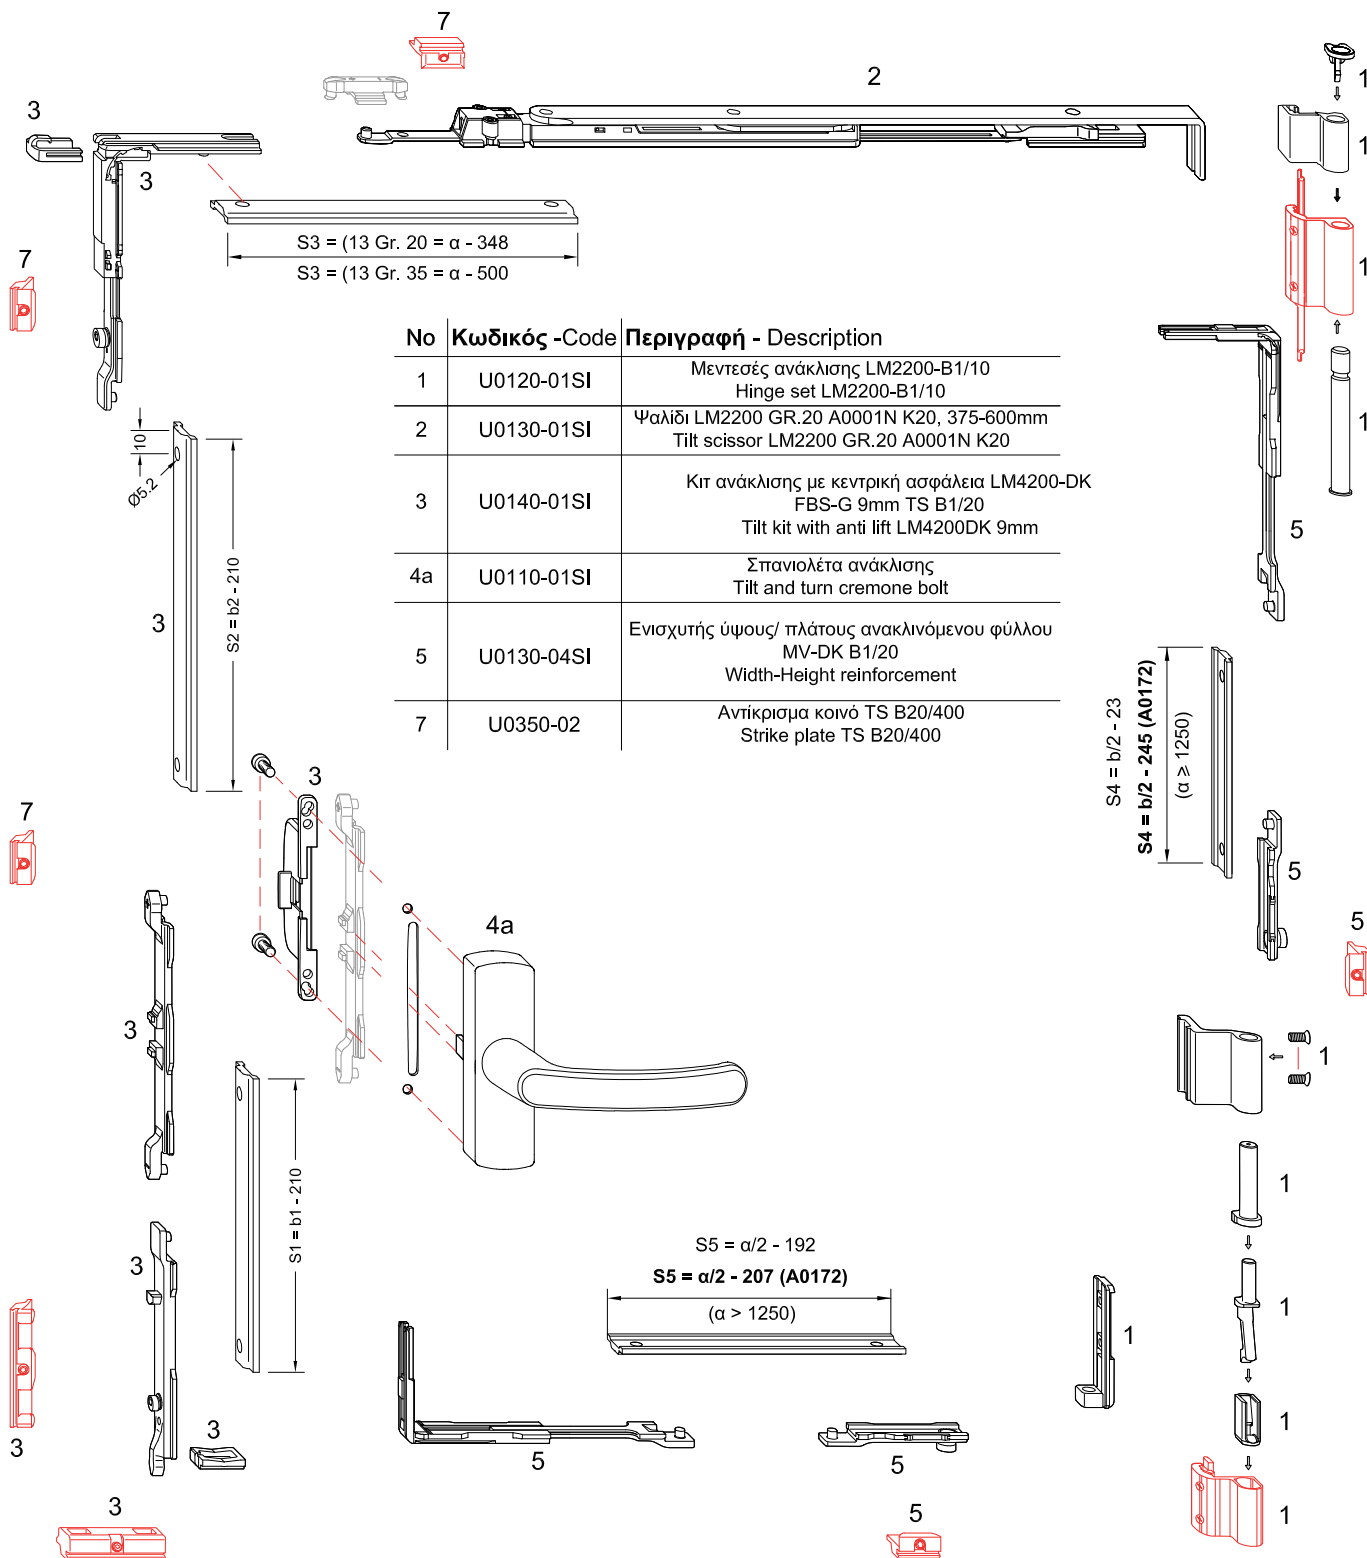 7
2
1
3
1
3
S3 = (13 Gr. 20 = α - 348
S3 = (13 Gr. 35 = α - 500
7
1
No Κωδικός -Code Περιγραφή - Description
1 U0120-01SI Μεντεσές ανάκλισης LM2200-B1/10
Hinge set LM2200-B1/10
2 U0130-01SI Ψαλίδι LM2200 GR.20 A0001N K20, 375-600mm
Tilt scissor LM2200 GR.20 A0001N K20
3 U0140-01SI Κιτ ανάκλισης με κεντρική ασφάλεια LM4200-DK
FBS-G 9mm TS B1/20
Tilt kit with anti lift LM4200DK 9mm
4a U0110-01SI Σπανιολέτα ανάκλισης
Tilt and turn cremone bolt
5 U0130-04SI Ενισχυτής ύψους/ πλάτους ανακλινόμενου φύλλου
MV-DK B1/20
Width-Height reinforcement
7 U0350-02 Αντίκρισμα κοινό TS B20/400
Strike plate TS B20/400
1
10
Ø5.2
5
S2 = b2 - 210
3
S4 = b/2 - 23
S4 = b/2 - 245 (A0172)
(α ⩾ 1250)
3
7
5
4a
5
3
1
S1 = b1 - 210
1
S5 = α/2 - 192
S5 = α/2 - 207 (A0172)
(α > 1250)
3
1
1
3
3
1
5
5
3
5
1